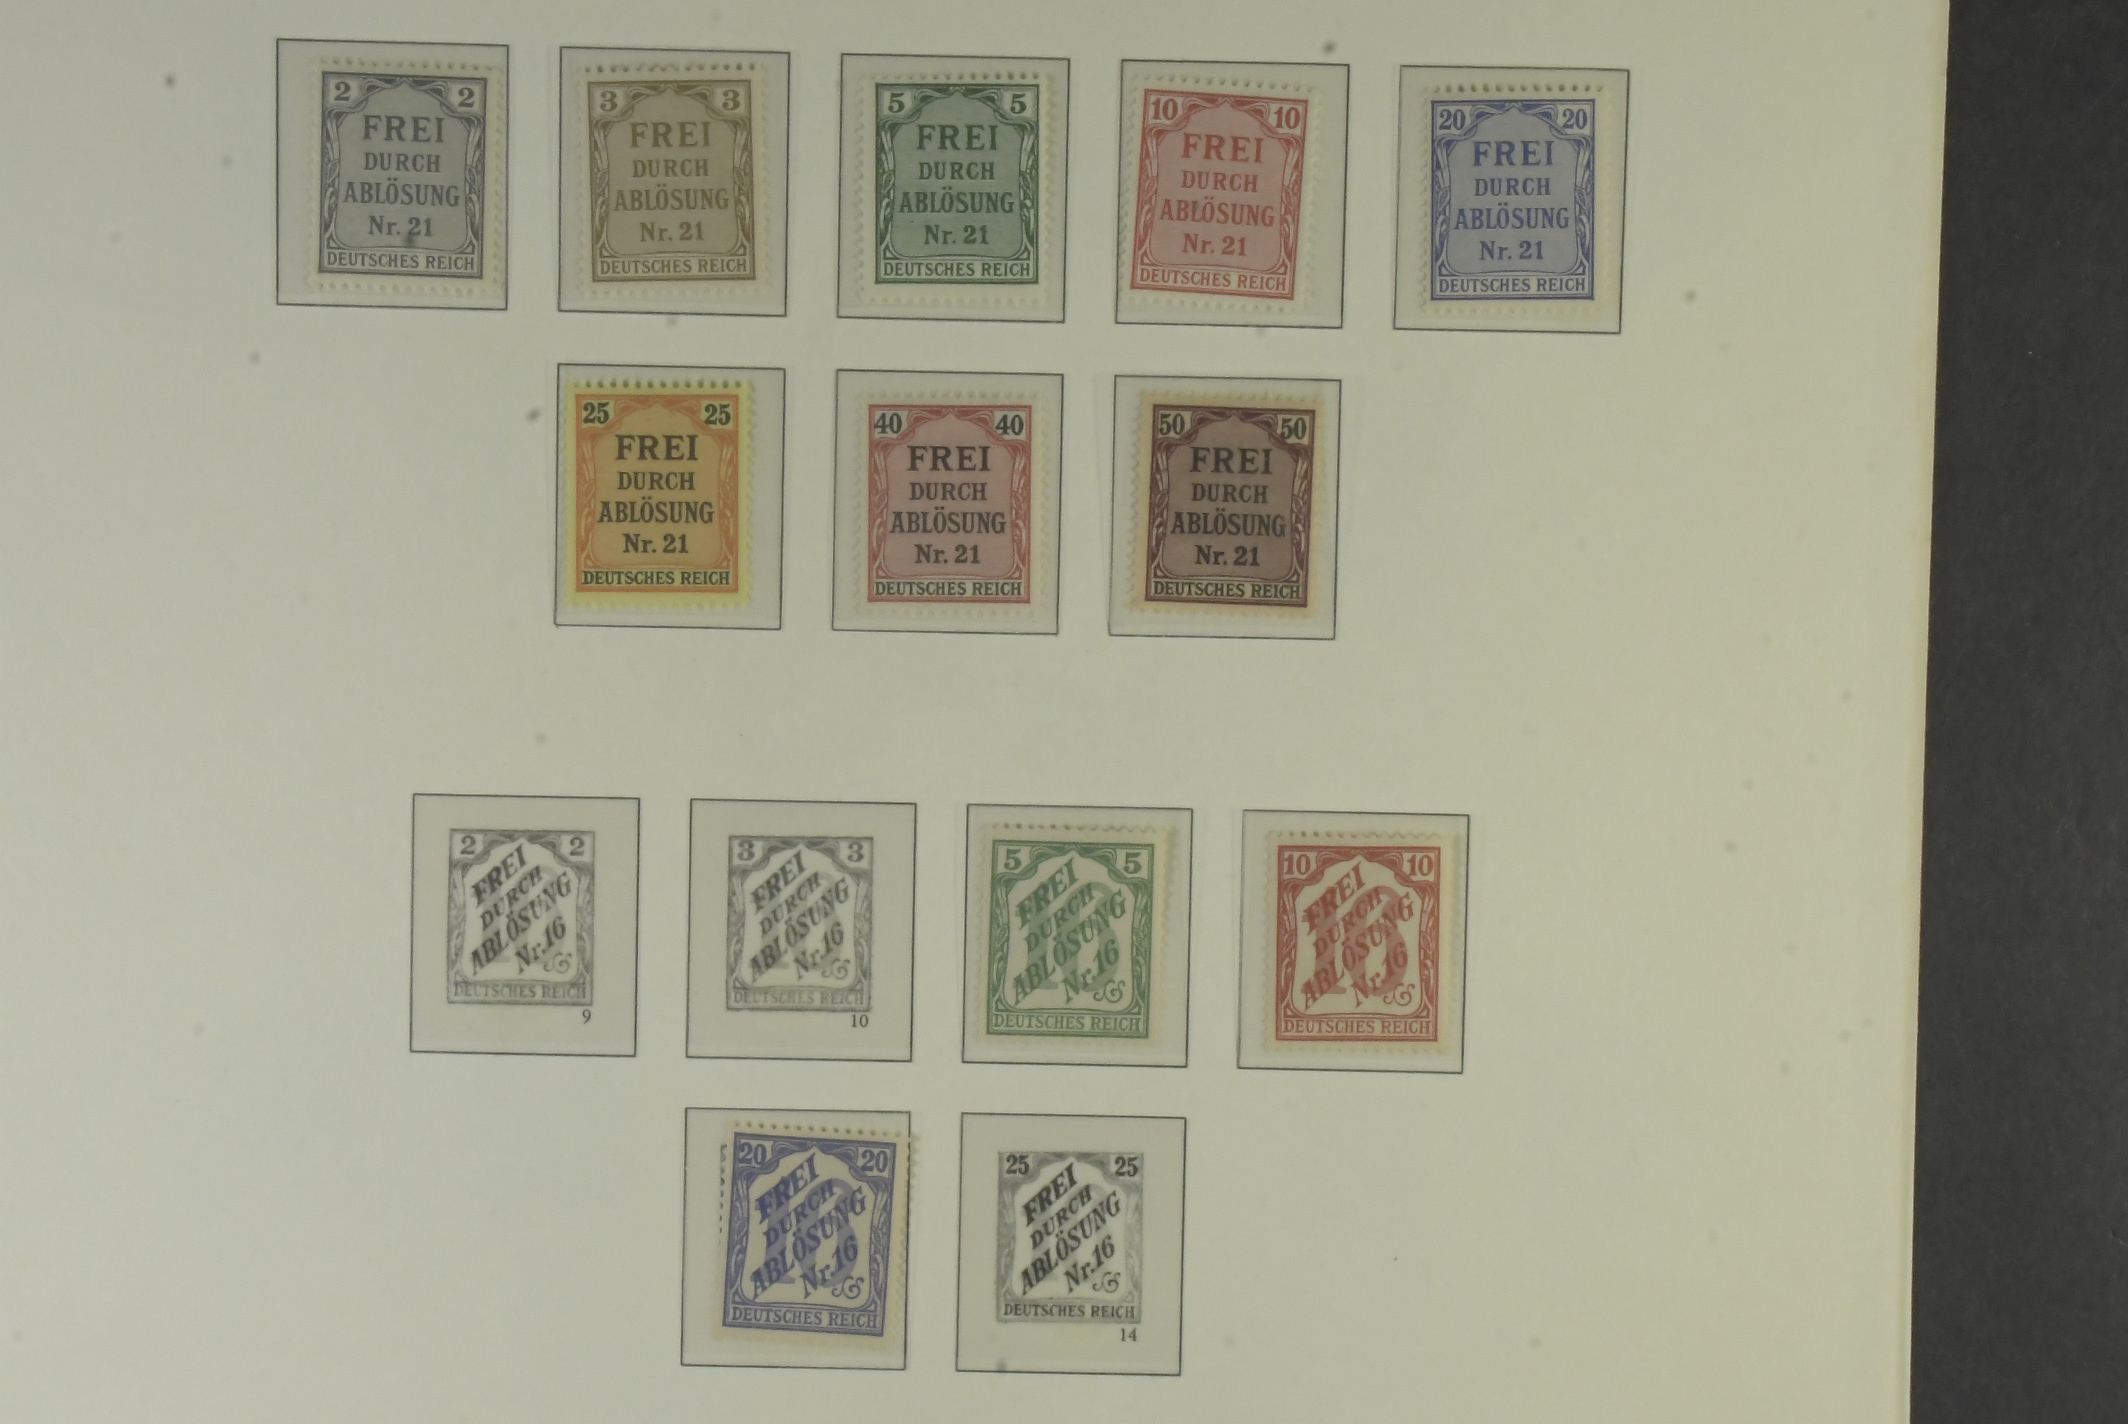 2 2
FREI
DURCH
ABLÖSUNG
Nr. 21
DEUTSCHES REICH
3 3
FREI
DURCH
ABLÖSUNG
Nr. 21
DEUTSCHES REICH
5 5
FREI
DURCH
ABLÖSUNG
Nr. 21
DEUTSCHES REICH
10 10
FREI
DURCH
ABLÖSUNG
Nr. 21
DEUTSCHES REICH
20 20
FREI
DURCH
ABLÖSUNG
Nr. 21
DEUTSCHES REICH
25 25
FREI
DURCH
ABLÖSUNG
Nr. 21
DEUTSCHES REICH
40 40
FREI
DURCH
ABLÖSUNG
Nr. 21
DEUTSCHES REICH
50 50
FREI
DURCH
ABLÖSUNG
Nr. 21
DEUTSCHES REICH
2 2
FREI
DURCH
ABLÖSUNG
Nr. 16
DEUTSCHES REICH
9
3 3
FREI
DURCH
ABLÖSUNG
Nr. 16
DEUTSCHES REICH
10
5 5
16
FREI
DURCH
ABLÖSUNG
Nr. 16
DEUTSCHES REICH
10 10
16
FREI
DURCH
ABLÖSUNG
Nr. 16
DEUTSCHES REICH
20 20
16
FREI
DURCH
ABLÖSUNG
Nr. 16
DEUTSCHES REICH
25 25
FREI
DURCH
ABLÖSUNG
Nr. 16
DEUTSCHES REICH
14